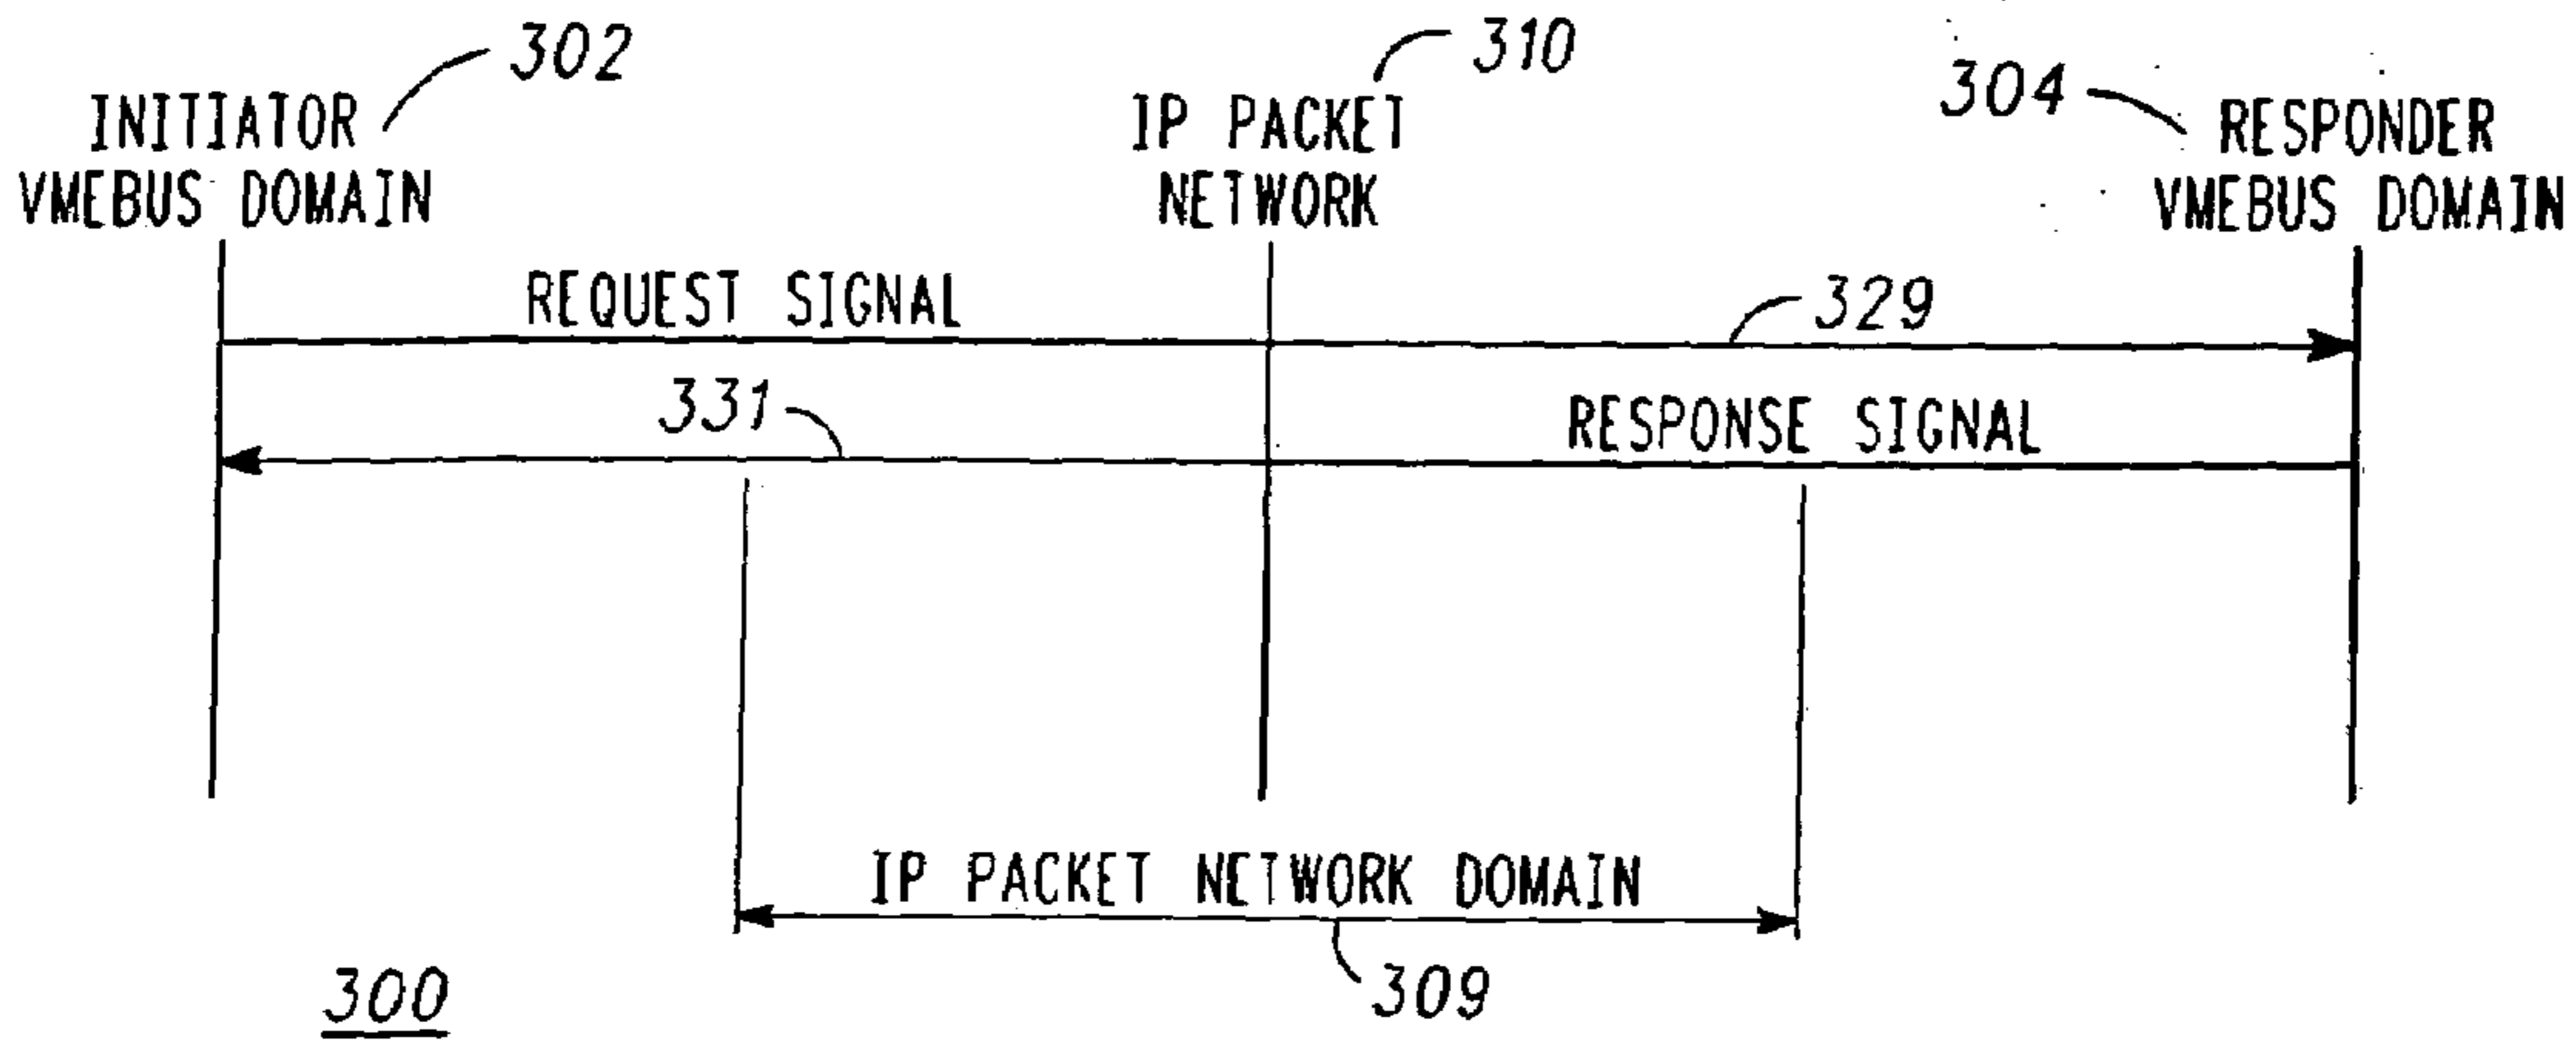 302
INITIATOR
VMEBUS DOMAIN
310
IP PACKET
NETWORK
304
RESPONDER
VMEBUS DOMAIN
REQUEST SIGNAL
329
331
RESPONSE SIGNAL
IP PACKET NETWORK DOMAIN
309
300